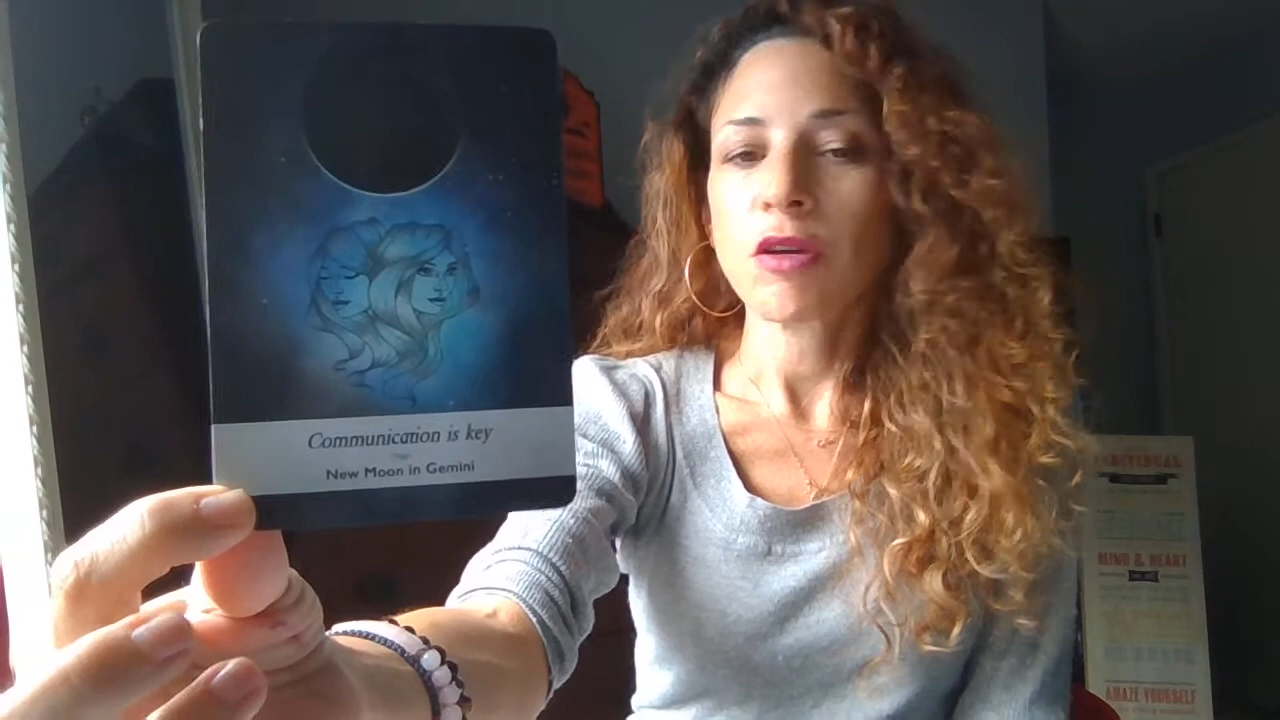 Communication is key
New Moon in Gemini
INDIVIDUAL
MIND & HEART
AMAZE YOURSELF